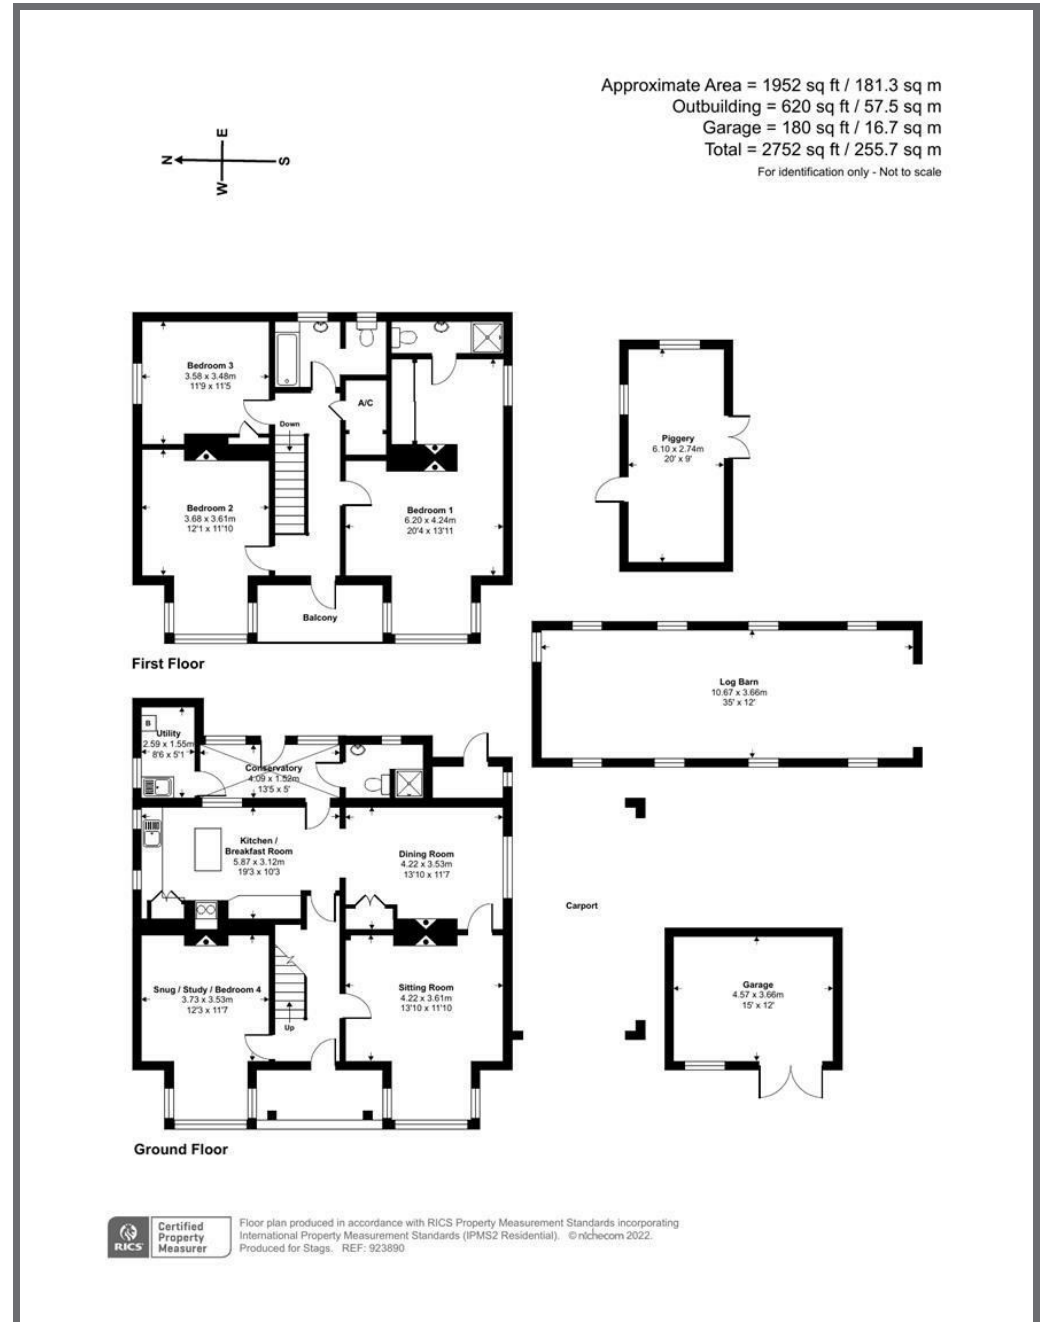 Approximate Area = 1952 sq ft / 181.3 sq m
Outbuilding = 620 sq ft / 57.5 sq m
Garage = 180 sq ft / 16.7 sq m
Total = 2752 sq ft / 255.7 sq m
For identification only - Not to scale
E
N
S
W
Bedroom 3
3.58 x 3.48m
11'9 x 11'5
A/C
Down
Bedroom 2
3.68 x 3.61m
12'1 x 11'10
Bedroom 1
6.20 x 4.24m
20'4 x 13'11
Balcony
First Floor
Piggery
6.10 x 2.74m
20' x 9'
Log Barn
10.67 x 3.66m
35' x 12'
B
Utility
2.59 x 1.55m
8'6 x 5'1
Conservatory
4.09 x 1.52m
13'5 x 5'
Kitchen /
Breakfast Room
5.87 x 3.12m
19'3 x 10'3
Dining Room
4.22 x 3.53m
13'10 x 11'7
Carport
Snug / Study / Bedroom 4
3.73 x 3.53m
12'3 x 11'7
Up
Sitting Room
4.22 x 3.61m
13'10 x 11'10
Garage
4.57 x 3.66m
15' x 12'
Ground Floor
RICS
Certified
Property
Measurer
Floor plan produced in accordance with RICS Property Measurement Standards incorporating
International Property Measurement Standards (IPMS2 Residential). © nichecom 2022.
Produced for Stags. REF: 923890